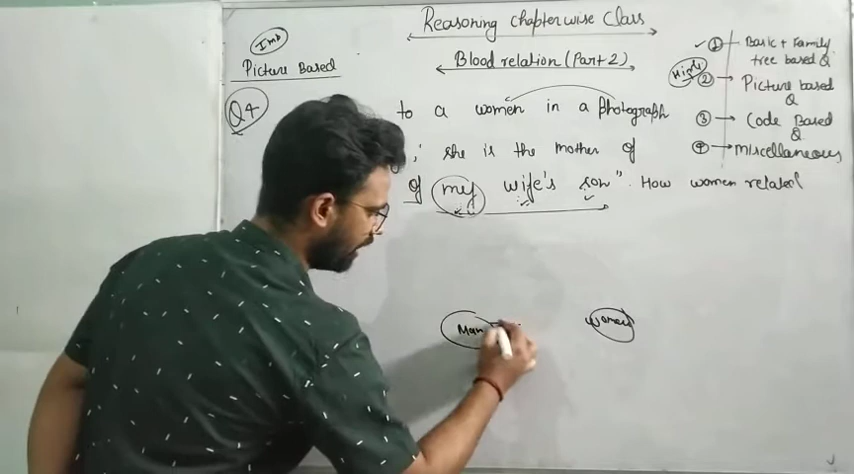 Reasoning Chapterwise Class
Imp
Picture Based
Blood relation (Part 2)
① Basic + Family
tree based Q
High
② → Picture based
Q
③ → Code Based
Q
④ → miscellaneous
Q4
to a women in a photograph
; she is the mother of
of my wife's son". How women related
Man
Women